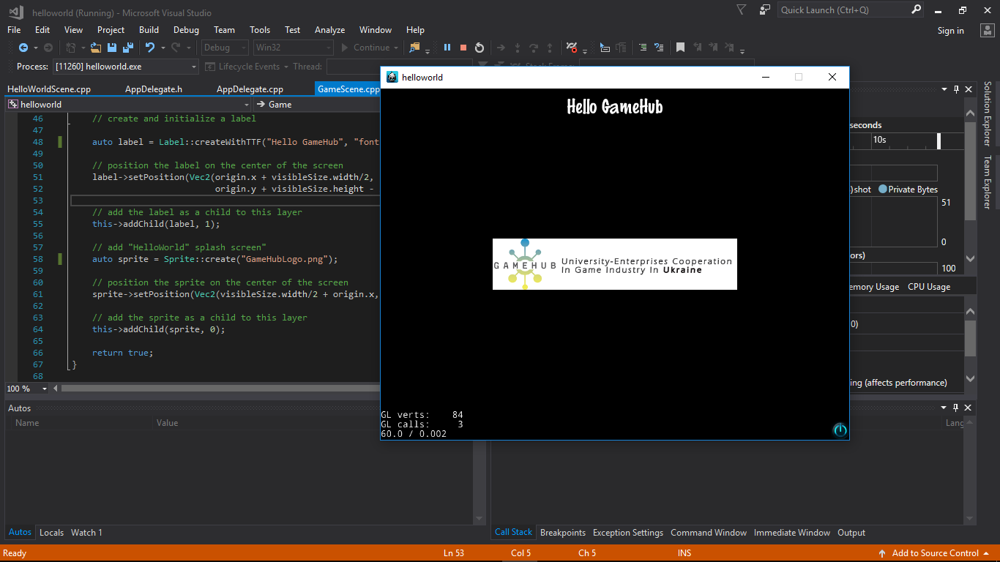 helloworld (Running) - Microsoft Visual Studio
Quick Launch (Ctrl+Q)
File Edit View Project Build Debug Team Tools Test Analyze Window Help
Sign in
Debug Win32 Continue
Process: [11260] helloworld.exe Lifecycle Events Thread: Stack Frame:
HelloWorldScene.cpp AppDelegate.h AppDelegate.cpp GameScene.cpp
helloworld Game
46 // create and initialize a label
47
48 auto label = Label::createWithTTF("Hello GameHub", "font
49
50 // position the label on the center of the screen
51 label->setPosition(Vec2(origin.x + visibleSize.width/2,
52 origin.y + visibleSize.height -
53
54 // add the label as a child to this layer
55 this->addChild(label, 1);
56
57 // add "HelloWorld" splash screen"
58 auto sprite = Sprite::create("GameHubLogo.png");
59
60 // position the sprite on the center of the screen
61 sprite->setPosition(Vec2(visibleSize.width/2 + origin.x,
62
63 // add the sprite as a child to this layer
64 this->addChild(sprite, 0);
65
66 return true;
67 }
68
100 %
helloworld
Hello GameHub
GAMEHUB
University-Enterprises Cooperation
In Game Industry In Ukraine
GL verts: 84
GL calls: 3
60.0 / 0.002
seconds
10s
shot Private Bytes
51
0
ors)
100
emory Usage CPU Usage
0)
ing (affects performance)
Solution Explorer
Team Explorer
Autos
Name Value
Lang
Autos Locals Watch 1
Call Stack Breakpoints Exception Settings Command Window Immediate Window Output
Ready Ln 53 Col 5 Ch 5 INS Add to Source Control